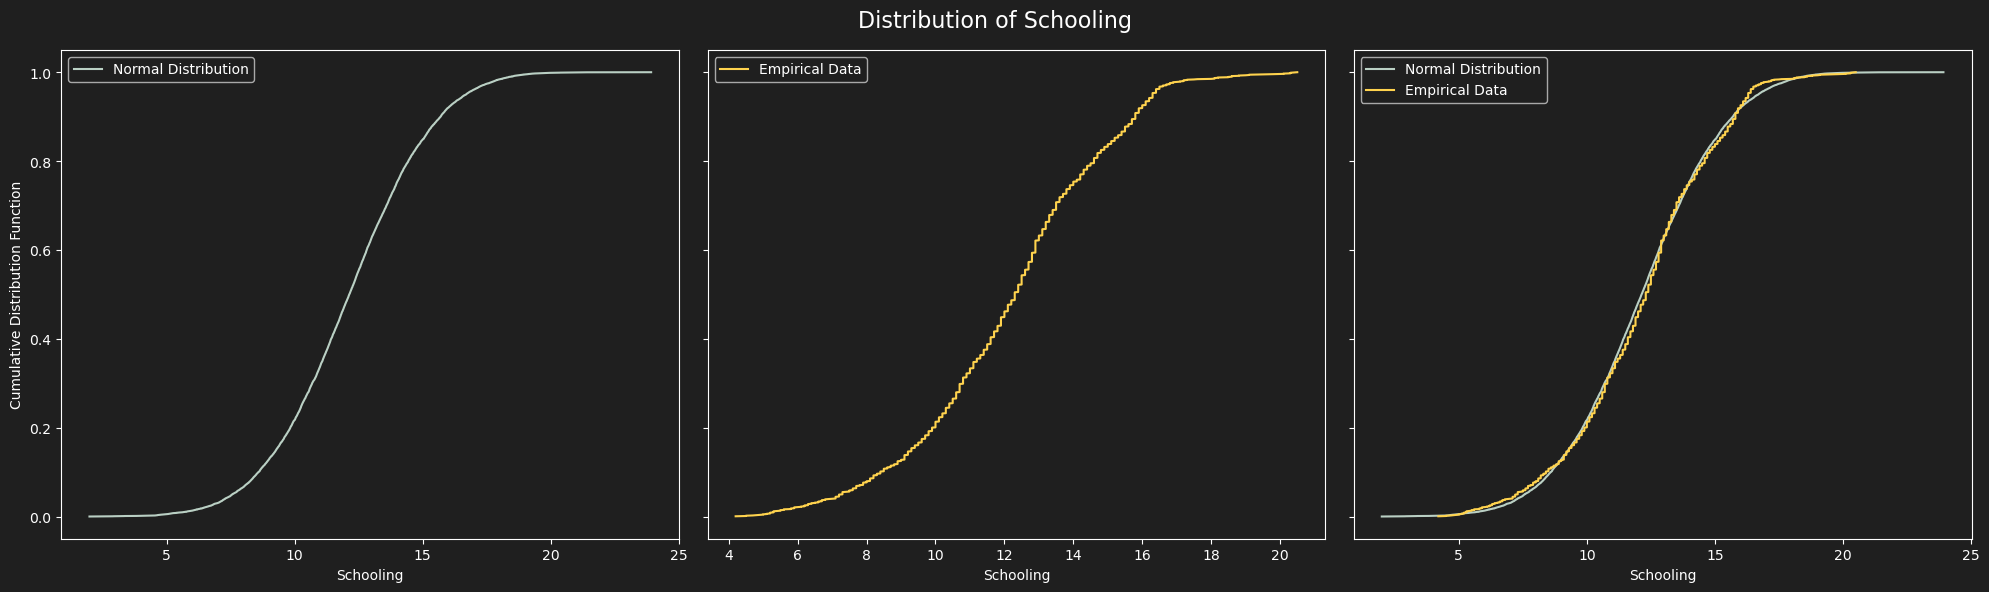 Distribution of Schooling
Normal Distribution
1.0
0.8
0.6
0.4
0.2
0.0
Cumulative Distribution Function
5 10 15 20 25
Schooling
Empirical Data
4 6 8 10 12 14 16 18 20
Schooling
Normal Distribution
Empirical Data
5 10 15 20 25
Schooling